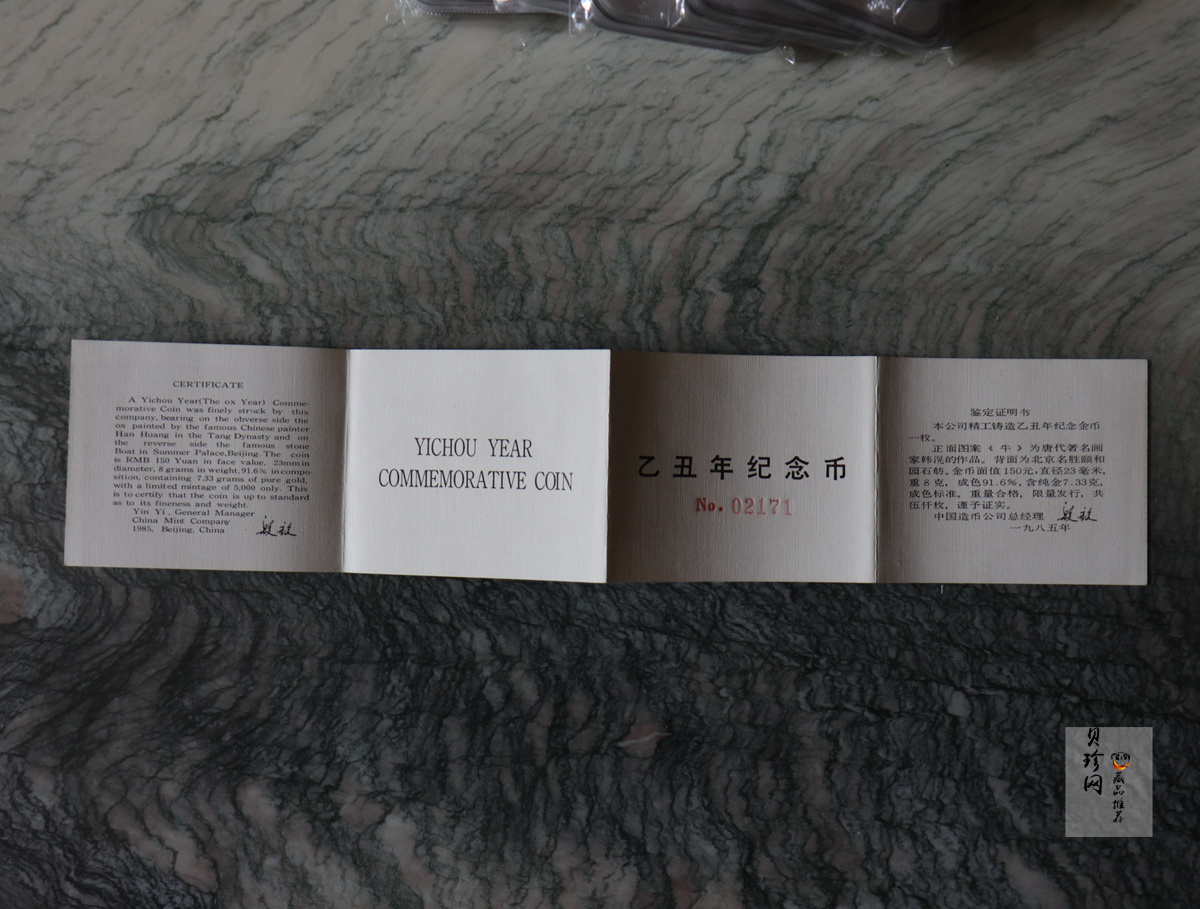 CERTIFICATE
A Yichou Year(The ox Year) Comme-
morative Coin was finely struck by this
company, bearing on the obverse side the
ox painted by the famous Chinese painter
Han Huang in the Tang Dynasty and on
the reverse side the famous stone
Boat in Summer Palace,Beijing. The coin
is RMB 150 Yuan in face value, 23mm in
diameter, 8 grams in weight, 91.6% in compo-
sition, containing 7.33 grams of pure gold,
with a limited mintage of 5,000 only. This
is to certify that the coin is up to standard
as to its fineness and weight.
Yin Yi, General Manager
China Mint Company
1985, Beijing, China
YICHOU YEAR
COMMEMORATIVE COIN
乙丑年纪念币
No. 02171
鉴定证明书
本公司精工铸造乙丑年纪念金币
一枚。
正面图案《牛》为唐代著名画
家韩滉的作品。背面为北京名胜颐和
园石舫。金币面值150元,直径23毫米,
重8克,成色91.6%,含纯金7.33克,
成色标准,重量合格,限量发行,共
伍仟枚,谨予证实。
中国造币公司总经理
一九八五年
贝珍网
藏品推荐